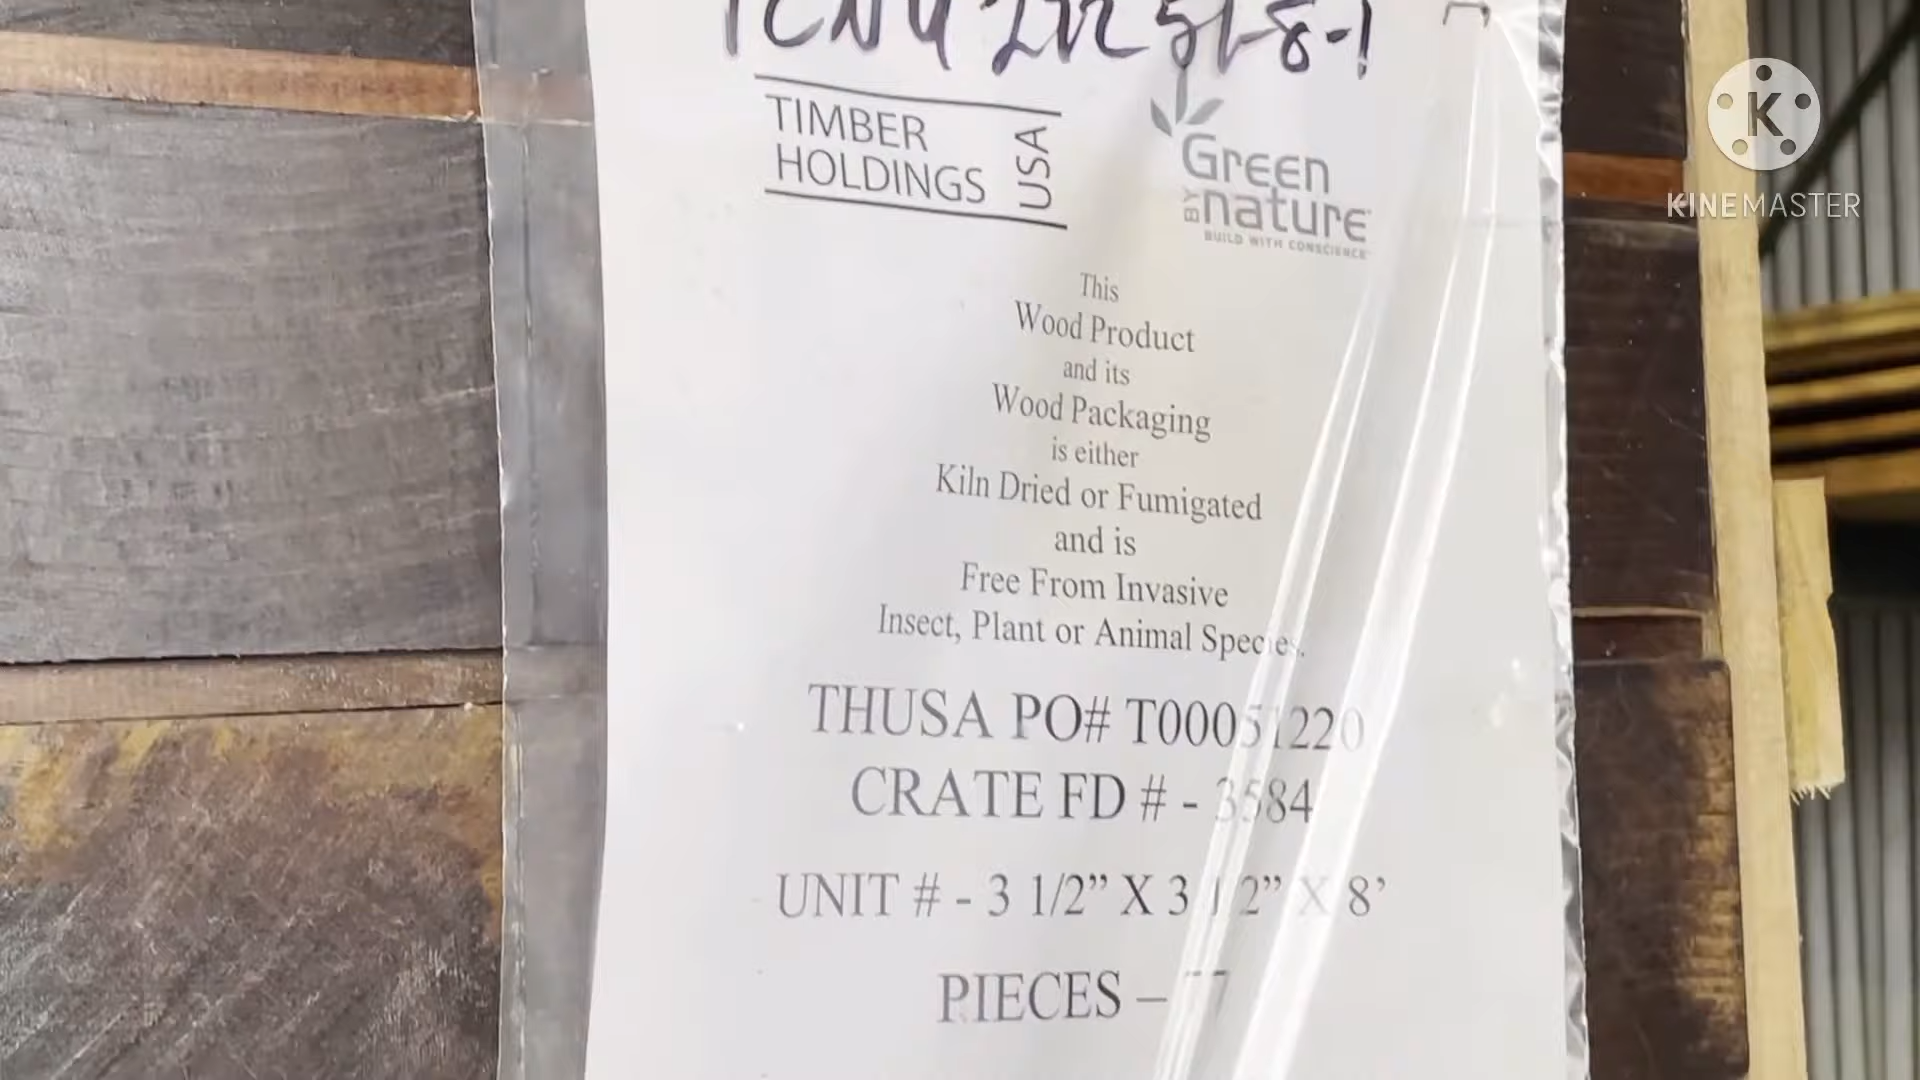 TIMBER
HOLDINGS
USA
Green
BY nature
BUILD WITH CONSCIENCE
This
Wood Product
and its
Wood Packaging
is either
Kiln Dried or Fumigated
and is
Free From Invasive
Insect, Plant or Animal Species.
THUSA PO# T00051220
CRATE FD # - 3584
UNIT # - 3 1/2” X 3 1/2” X 8’
PIECES – 77
K
KINEMASTER